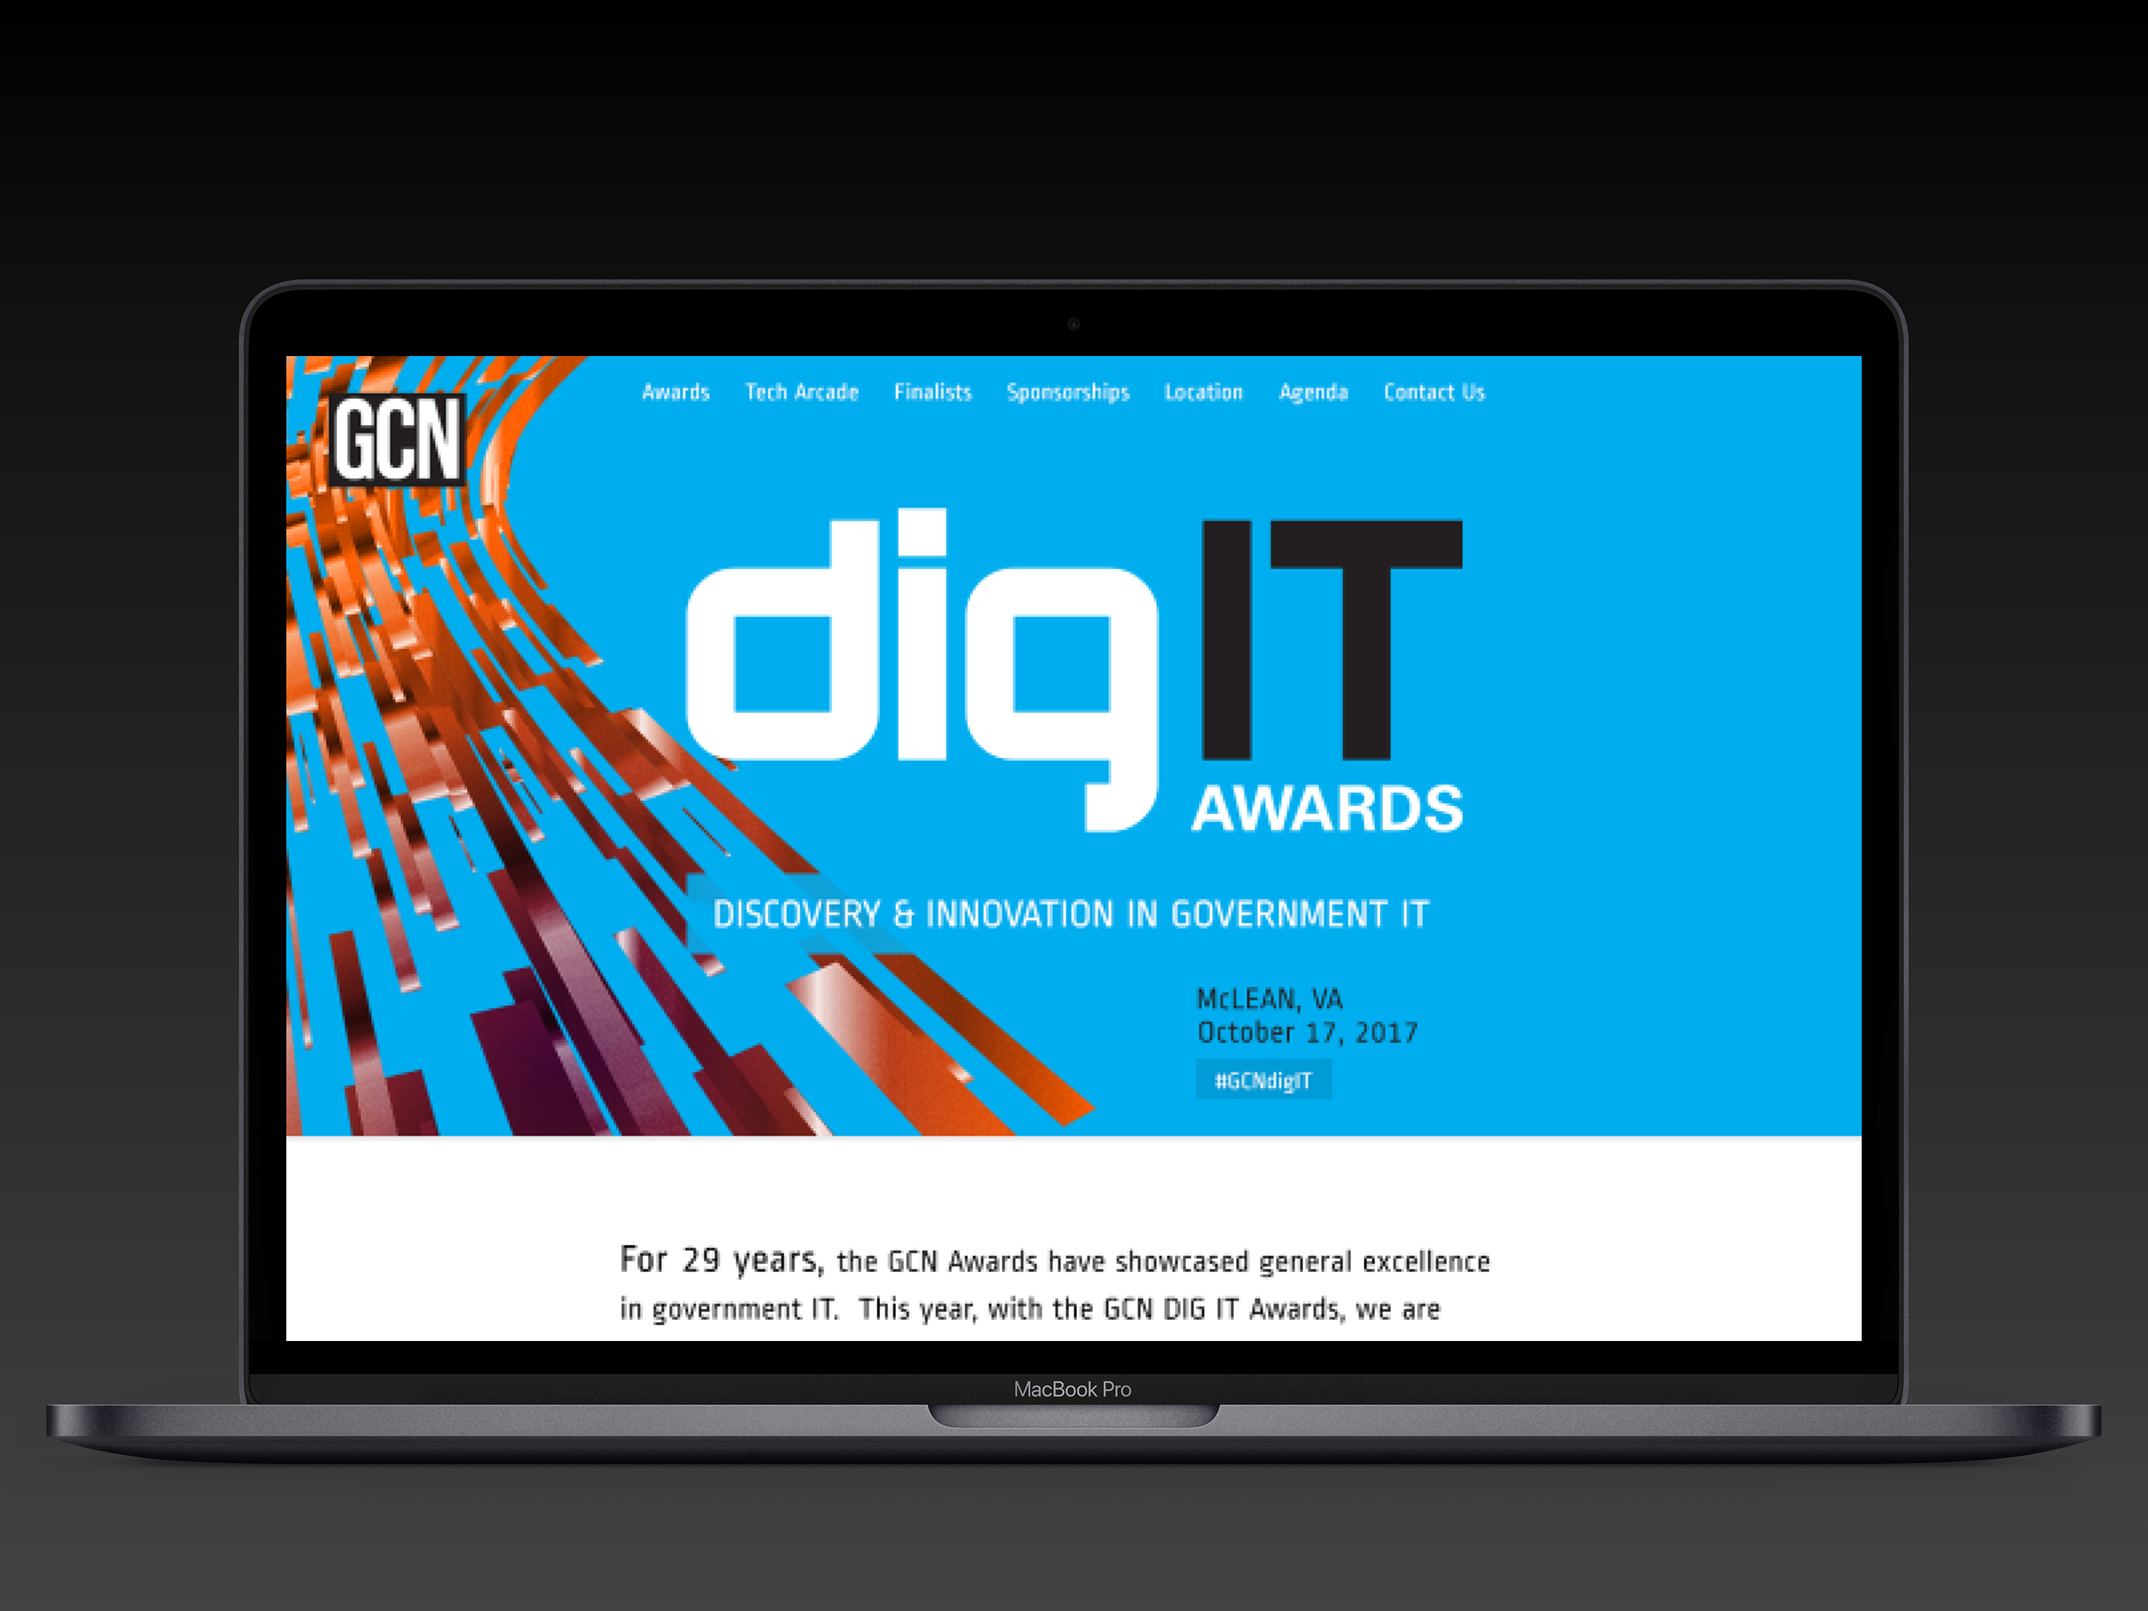 GCN
Awards Tech Arcade Finalists Sponsorships Location Agenda Contact Us
digIT
AWARDS
DISCOVERY & INNOVATION IN GOVERNMENT IT
McLEAN, VA
October 17, 2017
#GCNdigIT
For 29 years, the GCN Awards have showcased general excellence
in government IT. This year, with the GCN DIG IT Awards, we are
MacBook Pro